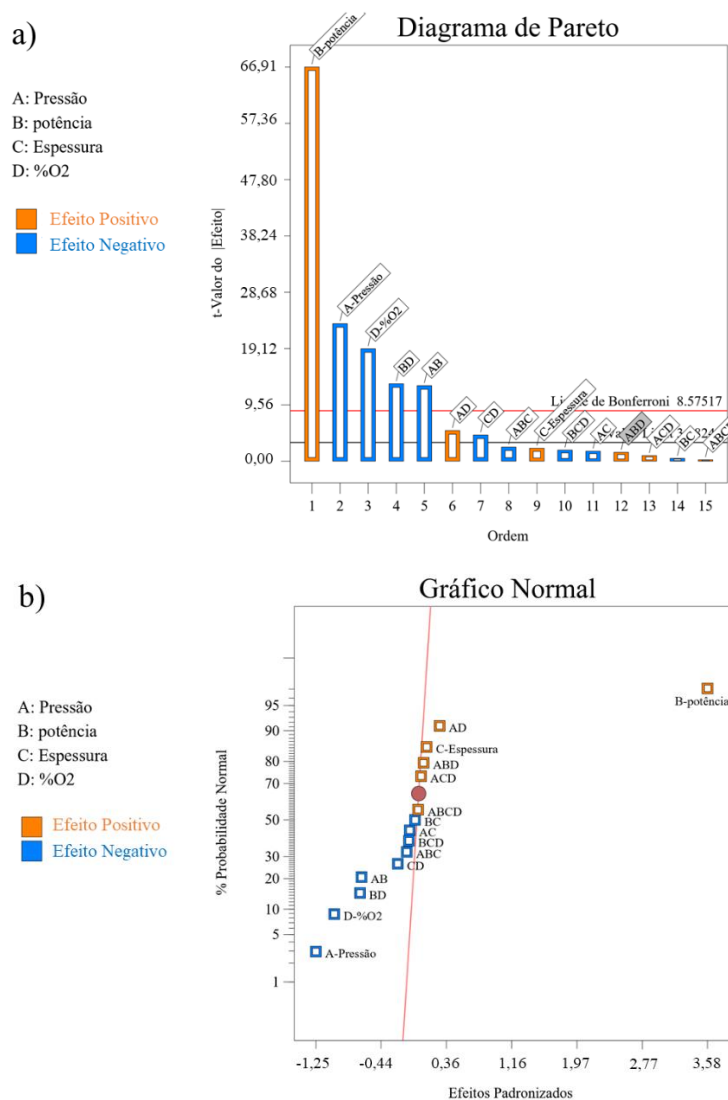 a)
Diagrama de Pareto
A: Pressão
B: potência
C: Espessura
D: %O2
Efeito Positivo
Efeito Negativo
t-Valor do |Efeito|
66,91
57,36
47,80
38,24
28,68
19,12
9,56
0,00
B-potência
A-Pressão
D-%O2
BD
AB
AD
CD
ABC
C-Espessura
BCD
AC
ABD
ACD
BC
Bonferroni 8.57517
1 2 3 4 5 6 7 8 9 10 11 12 13 14 15
Ordem
b)
Gráfico Normal
A: Pressão
B: potência
C: Espessura
D: %O2
Efeito Positivo
Efeito Negativo
% Probabilidade Normal
95
90
80
70
50
30
20
10
5
1
B-potência
AD
C-Espessura
ABD
ACD
ABCD
BC
AC
BCD
ABC
CD
AB
BD
D-%O2
A-Pressão
-1,25 -0,44 0,36 1,16 1,97 2,77 3,58
Efeitos Padronizados